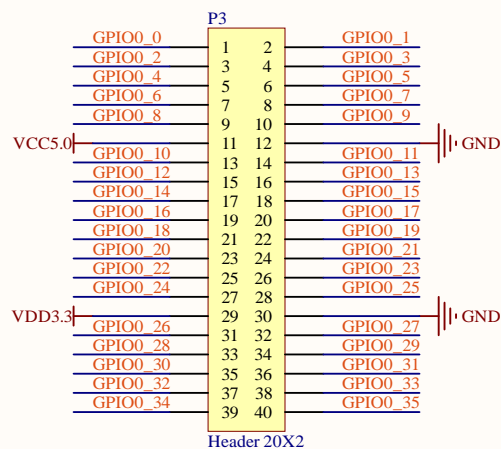 P3
GPIO0_0 1 2 GPIO0_1
GPIO0_2 3 4 GPIO0_3
GPIO0_4 5 6 GPIO0_5
GPIO0_6 7 8 GPIO0_7
GPIO0_8 9 10 GPIO0_9
VCC5.0 11 12 GND
GPIO0_10 13 14 GPIO0_11
GPIO0_12 15 16 GPIO0_13
GPIO0_14 17 18 GPIO0_15
GPIO0_16 19 20 GPIO0_17
GPIO0_18 21 22 GPIO0_19
GPIO0_20 23 24 GPIO0_21
GPIO0_22 25 26 GPIO0_23
GPIO0_24 27 28 GPIO0_25
VDD3.3 29 30 GND
GPIO0_26 31 32 GPIO0_27
GPIO0_28 33 34 GPIO0_29
GPIO0_30 35 36 GPIO0_31
GPIO0_32 37 38 GPIO0_33
GPIO0_34 39 40 GPIO0_35
Header 20X2